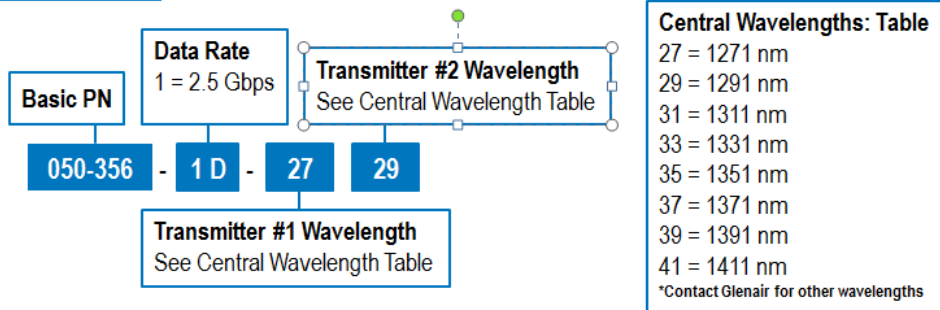 Basic PN
Data Rate
1 = 2.5 Gbps
Transmitter #2 Wavelength
See Central Wavelength Table
050-356 - 1 D - 27 29
Transmitter #1 Wavelength
See Central Wavelength Table
Central Wavelengths: Table
27 = 1271 nm
29 = 1291 nm
31 = 1311 nm
33 = 1331 nm
35 = 1351 nm
37 = 1371 nm
39 = 1391 nm
41 = 1411 nm
*Contact Glenair for other wavelengths